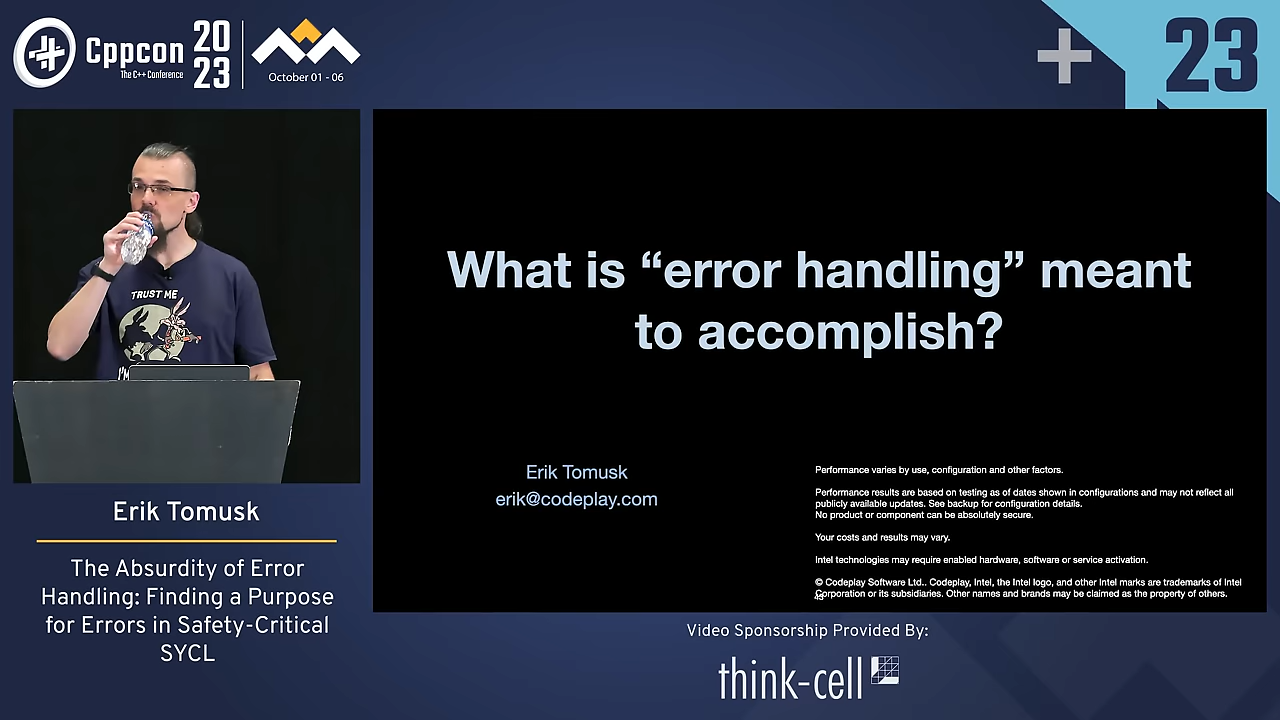 Cppcon
The C++ Conference
20
23
October 01 - 06
23
TRUST ME
I'M
What is “error handling” meant
to accomplish?
Erik Tomusk
erik@codeplay.com
Performance varies by use, configuration and other factors.
Performance results are based on testing as of dates shown in configurations and may not reflect all
publicly available updates. See backup for configuration details.
No product or component can be absolutely secure.
Your costs and results may vary.
Intel technologies may require enabled hardware, software or service activation.
© Codeplay Software Ltd.. Codeplay, Intel, the Intel logo, and other Intel marks are trademarks of Intel
Corporation or its subsidiaries. Other names and brands may be claimed as the property of others.
Erik Tomusk
The Absurdity of Error
Handling: Finding a Purpose
for Errors in Safety-Critical
SYCL
Video Sponsorship Provided By:
think-cell